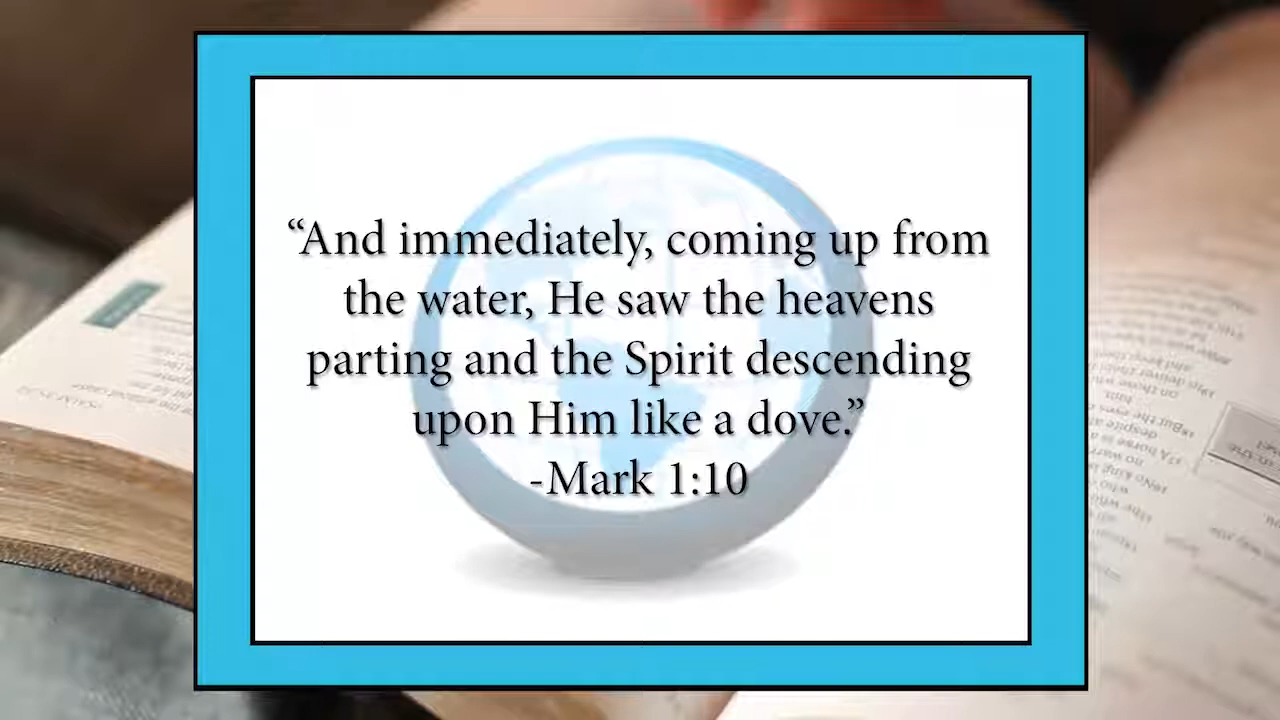 “And immediately, coming up from
the water, He saw the heavens
parting and the Spirit descending
upon Him like a dove.”
-Mark 1:10